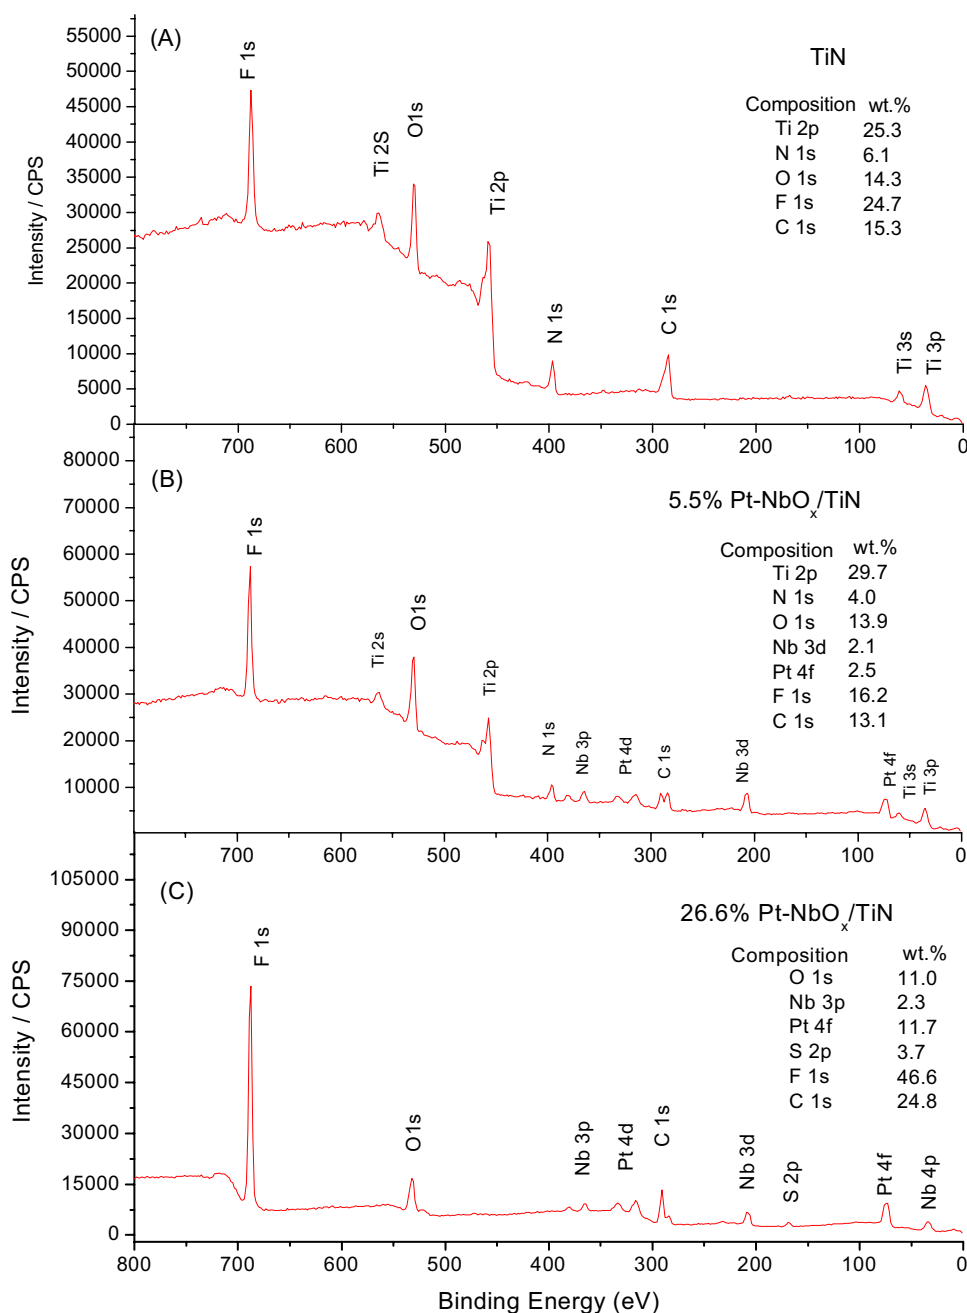 (A)
TiN
Composition wt.%
Ti 2p 25.3
N 1s 6.1
O 1s 14.3
F 1s 24.7
C 1s 15.3
F 1s
Ti 2S
O1s
Ti 2p
N 1s
C 1s
Ti 3s
Ti 3p
Intensity / CPS
55000
50000
45000
40000
35000
30000
25000
20000
15000
10000
5000
0
700 600 500 400 300 200 100 0
(B)
5.5% Pt-NbOx/TiN
Composition wt.%
Ti 2p 29.7
N 1s 4.0
O 1s 13.9
Nb 3d 2.1
Pt 4f 2.5
F 1s 16.2
C 1s 13.1
F 1s
Ti 2s
O1s
Ti 2p
N 1s
Nb 3p
Pt 4d
C 1s
Nb 3d
Pt 4f
Ti 3s
Ti 3p
Intensity / CPS
80000
70000
60000
50000
40000
30000
20000
10000
700 600 500 400 300 200 100 0
(C)
26.6% Pt-NbOx/TiN
Composition wt.%
O 1s 11.0
Nb 3p 2.3
Pt 4f 11.7
S 2p 3.7
F 1s 46.6
C 1s 24.8
F 1s
O1s
Nb 3p
Pt 4d
C 1s
Nb 3d
S 2p
Pt 4f
Nb 4p
Intensity / CPS
105000
90000
75000
60000
45000
30000
15000
0
800 700 600 500 400 300 200 100 0
Binding Energy (eV)